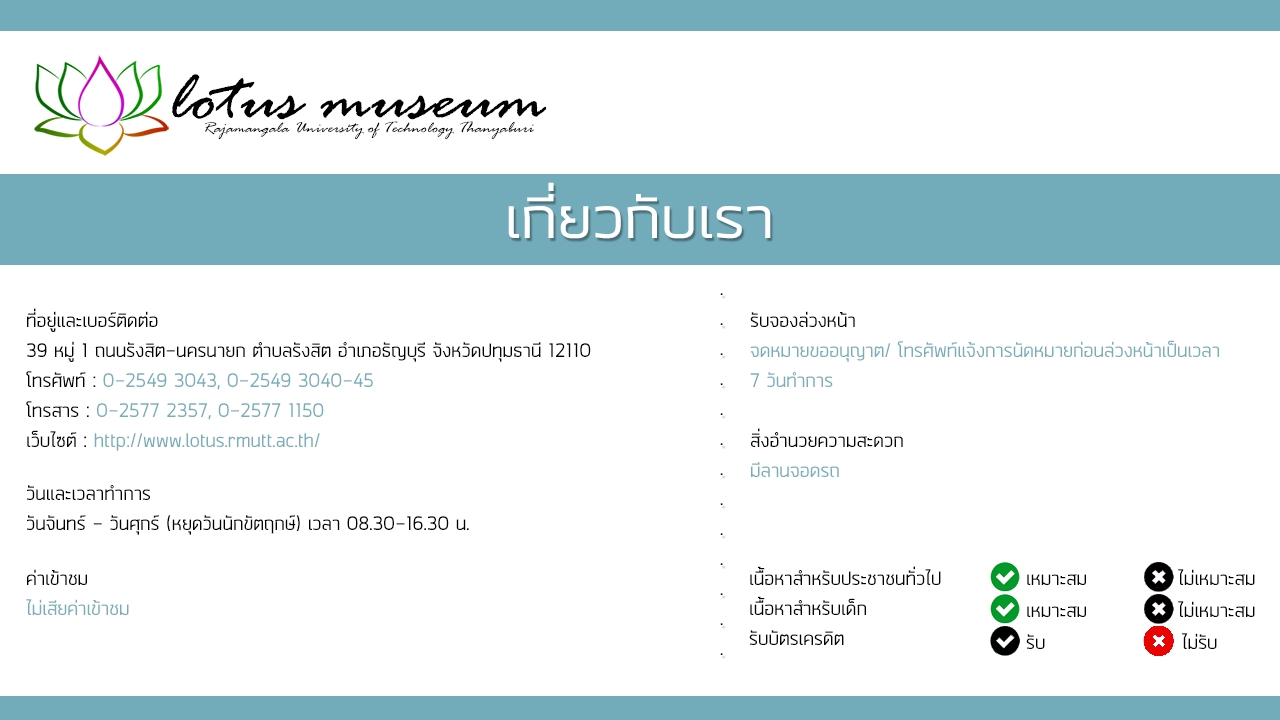 lotus museum
Rajamangala University of Technology Thanyaburi
เกี่ยวกับเรา
ที่อยู่และเบอร์ติดต่อ
39 หมู่ 1 ถนนรังสิต-นครนายก ตำบลรังสิต อำเภอธัญบุรี จังหวัดปทุมธานี 12110
โทรศัพท์ : 0-2549 3043, 0-2549 3040-45
โทรสาร : 0-2577 2357, 0-2577 1150
เว็บไซต์ : http://www.lotus.rmutt.ac.th/
วันและเวลาทำการ
วันจันทร์ - วันศุกร์ (หยุดวันนักขัตฤกษ์) เวลา 08.30-16.30 น.
ค่าเข้าชม
ไม่เสียค่าเข้าชม
รับจองล่วงหน้า
จดหมายขออนุญาต/ โทรศัพท์แจ้งการนัดหมายก่อนล่วงหน้าเป็นเวลา
7 วันทำการ
สิ่งอำนวยความสะดวก
มีลานจอดรถ
เนื้อหาสำหรับประชาชนทั่วไป เหมาะสม ไม่เหมาะสม
เนื้อหาสำหรับเด็ก เหมาะสม ไม่เหมาะสม
รับบัตรเครดิต รับ ไม่รับ